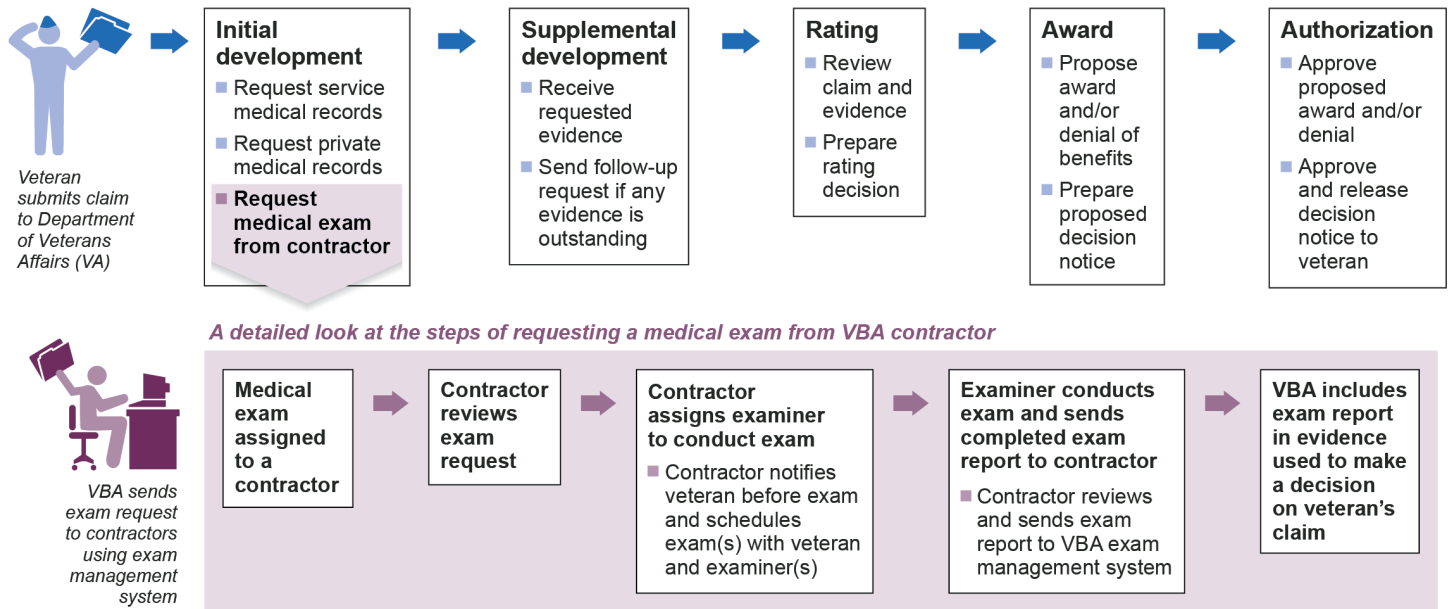 Veteran
submits claim
to Department
of Veterans
Affairs (VA)
Initial
development
Request service
medical records
Request private
medical records
Request
medical exam
from contractor
Supplemental
development
Receive
requested
evidence
Send follow-up
request if any
evidence is
outstanding
Rating
Review
claim and
evidence
Prepare
rating
decision
Award
Propose
award
and/or
denial of
benefits
Prepare
proposed
decision
notice
Authorization
Approve
proposed
award and/or
denial
Approve
and release
decision
notice to
veteran
A detailed look at the steps of requesting a medical exam from VBA contractor
VBA sends
exam request
to contractors
using exam
management
system
Medical
exam
assigned
to a
contractor
Contractor
reviews
exam
request
Contractor
assigns examiner
to conduct exam
Contractor notifies
veteran before exam
and schedules
exam(s) with veteran
and examiner(s)
Examiner conducts
exam and sends
completed exam
report to contractor
Contractor reviews
and sends exam
report to VBA exam
management system
VBA includes
exam report
in evidence
used to make
a decision
on veteran’s
claim